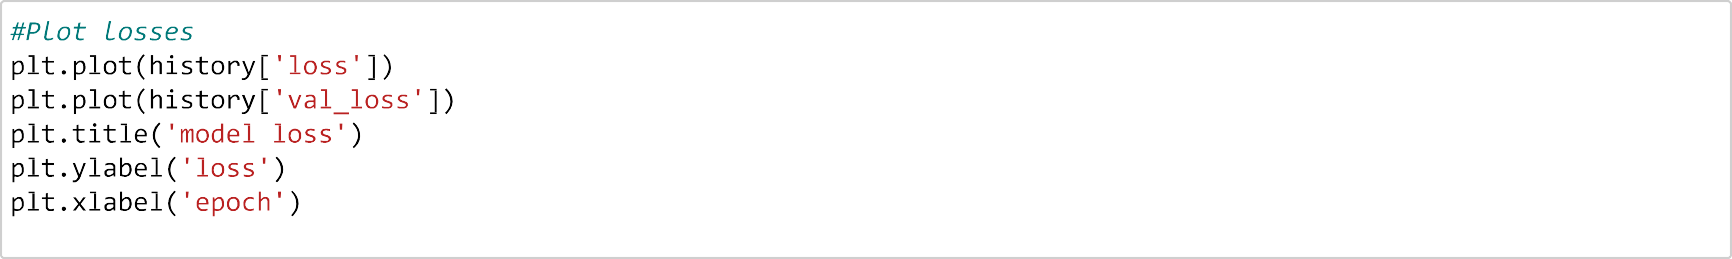 #Plot losses
plt.plot(history['loss'])
plt.plot(history['val_loss'])
plt.title('model loss')
plt.ylabel('loss')
plt.xlabel('epoch')